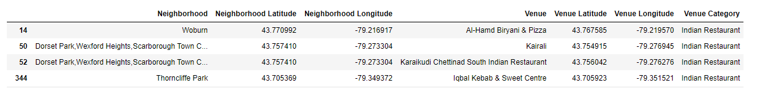 Neighborhood Neighborhood Latitude Neighborhood Longitude Venue Venue Latitude Venue Longitude Venue Category
14 Woburn 43.770992 -79.216917 Al-Hamd Biryani & Pizza 43.767585 -79.219570 Indian Restaurant
50 Dorset Park,Wexford Heights,Scarborough Town C... 43.757410 -79.273304 Kairali 43.754915 -79.276945 Indian Restaurant
52 Dorset Park,Wexford Heights,Scarborough Town C... 43.757410 -79.273304 Karaikudi Chettinad South Indian Restaurant 43.756042 -79.276276 Indian Restaurant
344 Thorncliffe Park 43.705369 -79.349372 Iqbal Kebab & Sweet Centre 43.705923 -79.351521 Indian Restaurant